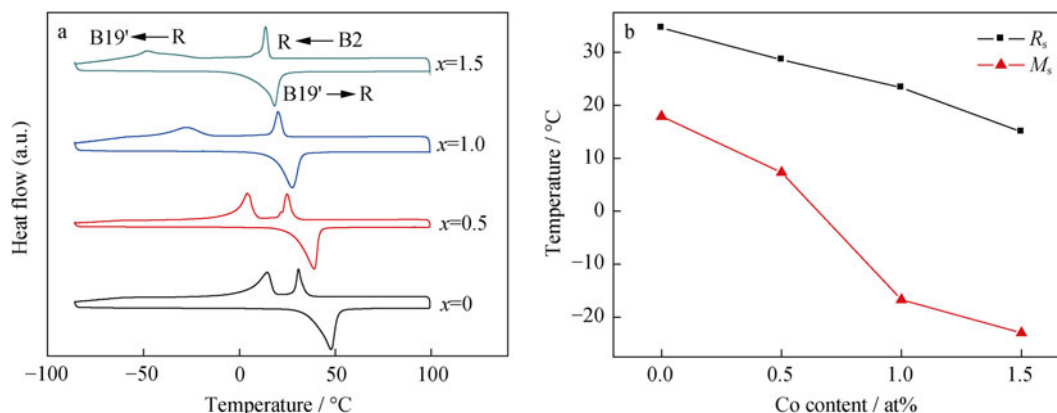 a
B19' ← R
R ← B2
x=1.5
B19' → R
x=1.0
x=0.5
x=0
Heat flow (a.u.)
−100 −50 0 50 100
Temperature / °C
b
Rs
Ms
30
20
10
0
−10
−20
Temperature / °C
0.0 0.5 1.0 1.5
Co content / at%